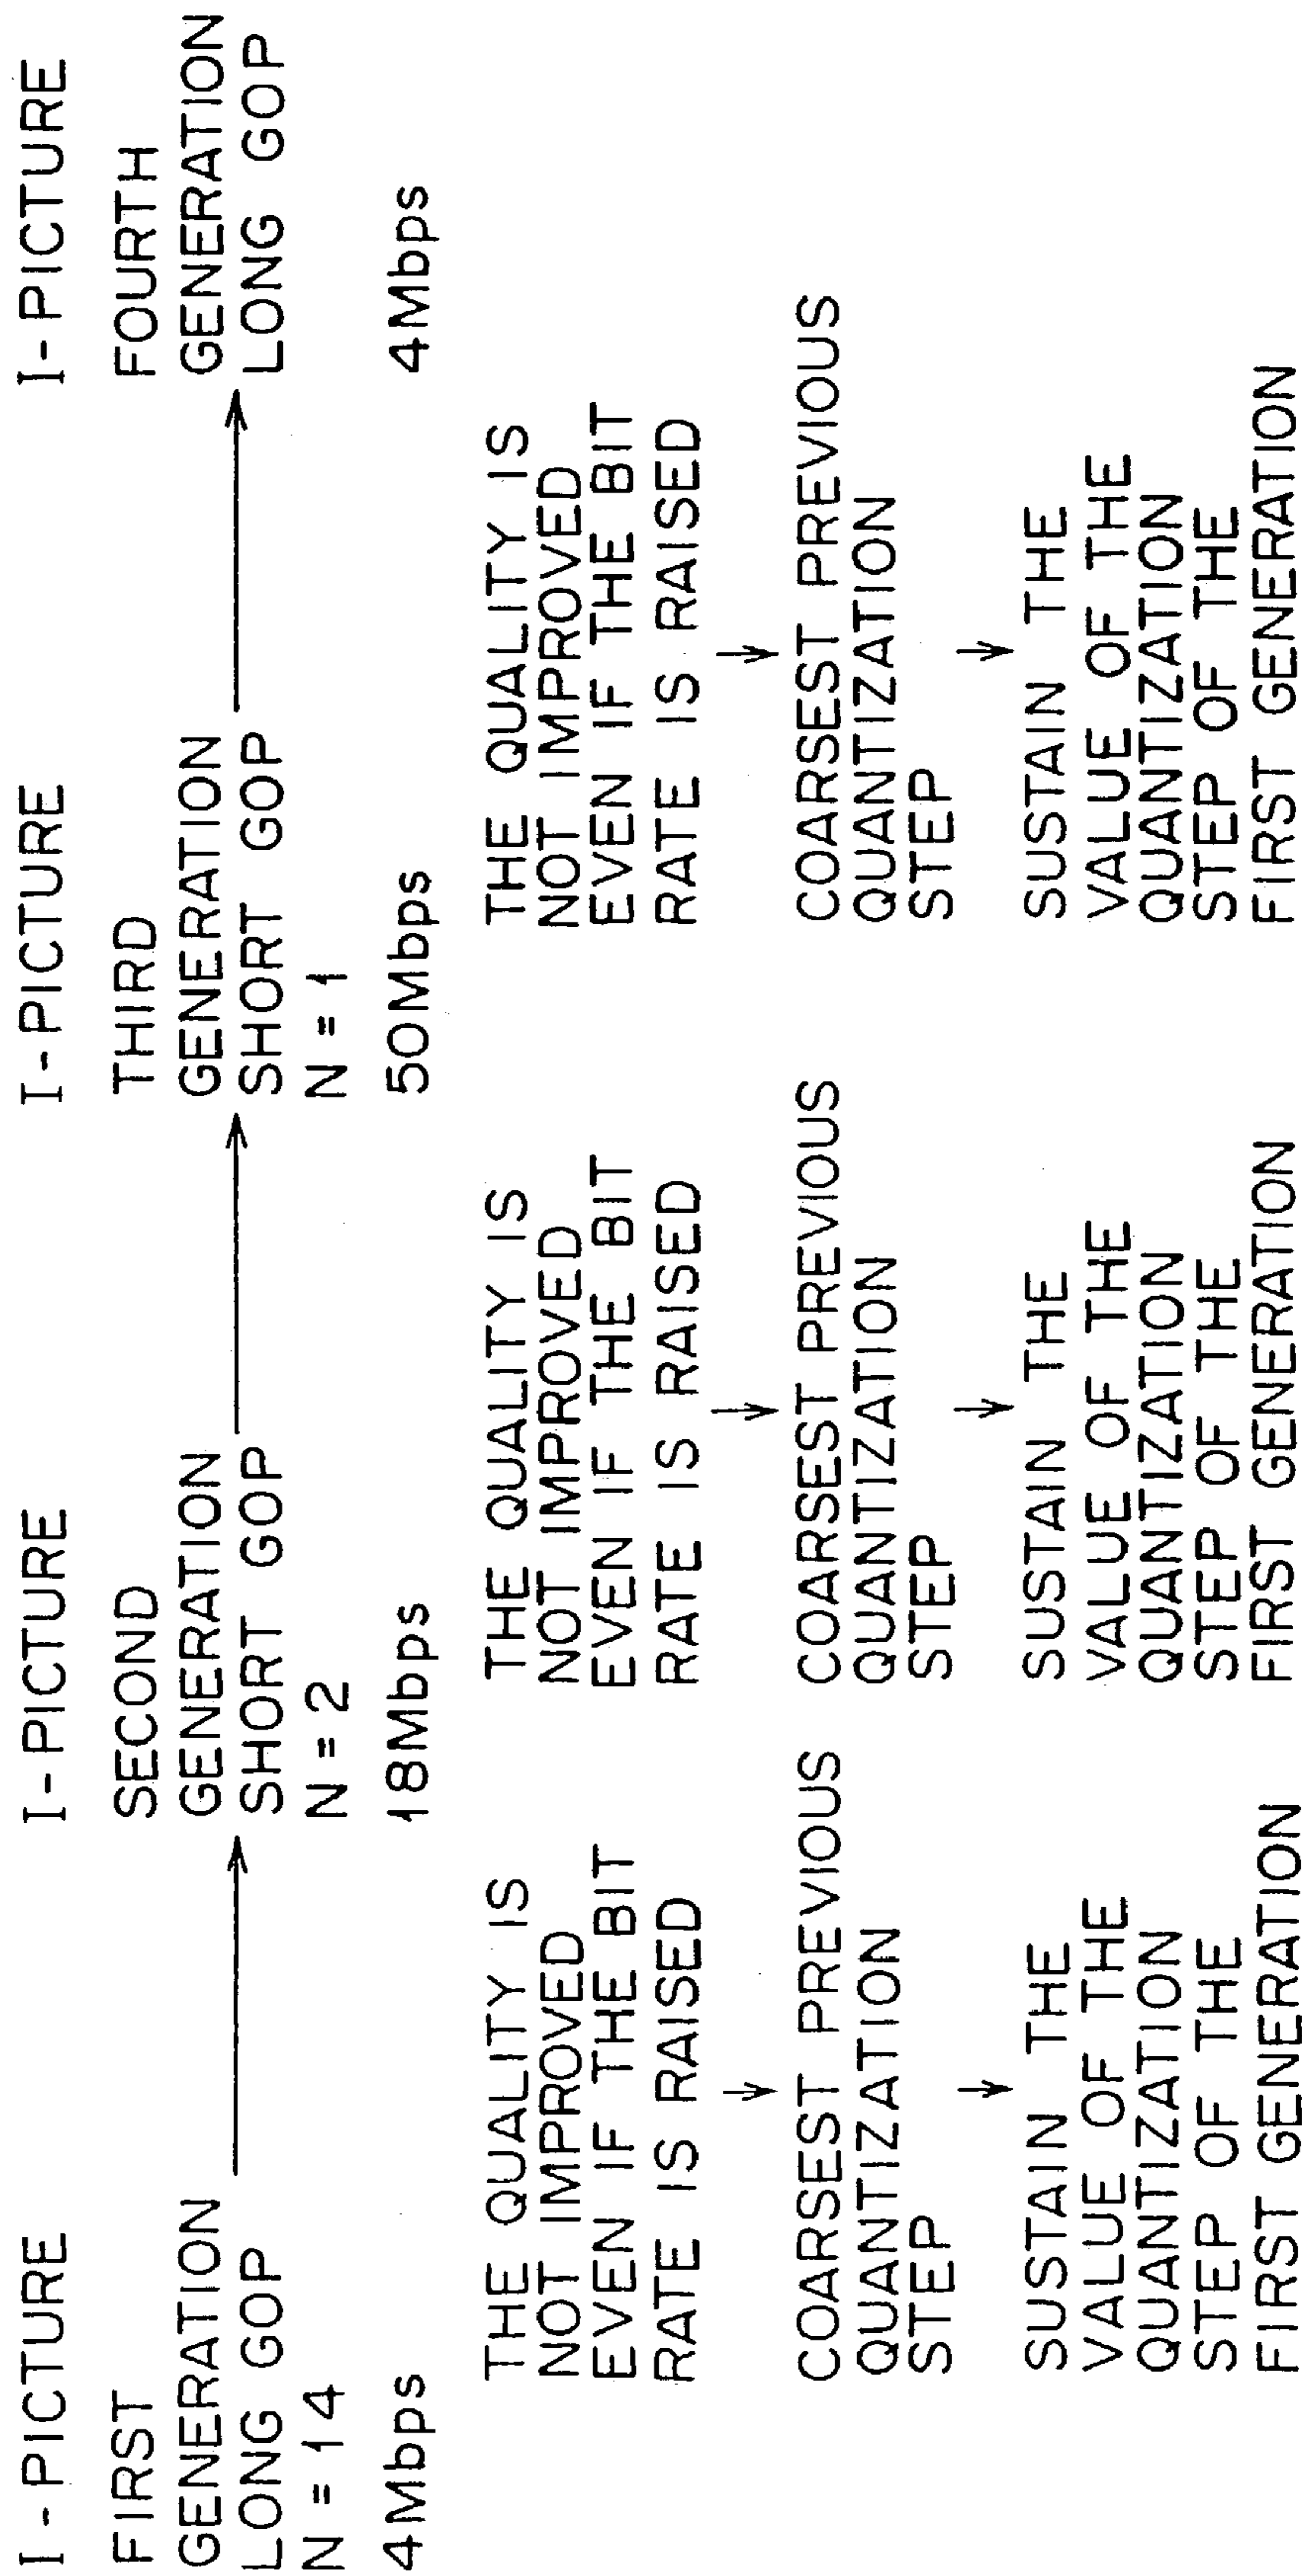 I-PICTURE
FIRST
GENERATION
LONG GOP
N=14
4Mbps
I-PICTURE
SECOND
GENERATION
SHORT GOP
N=2
18Mbps
I-PICTURE
THIRD
GENERATION
SHORT GOP
N=1
50Mbps
I-PICTURE
FOURTH
GENERATION
LONG GOP
4Mbps
THE QUALITY IS
NOT IMPROVED
EVEN IF THE BIT
RATE IS RAISED
COARSEST PREVIOUS
QUANTIZATION
STEP
SUSTAIN THE
VALUE OF THE
QUANTIZATION
STEP OF THE
FIRST GENERATION
THE QUALITY IS
NOT IMPROVED
EVEN IF THE BIT
RATE IS RAISED
COARSEST PREVIOUS
QUANTIZATION
STEP
SUSTAIN THE
VALUE OF THE
QUANTIZATION
STEP OF THE
FIRST GENERATION
THE QUALITY IS
NOT IMPROVED
EVEN IF THE BIT
RATE IS RAISED
COARSEST PREVIOUS
QUANTIZATION
STEP
SUSTAIN THE
VALUE OF THE
QUANTIZATION
STEP OF THE
FIRST GENERATION